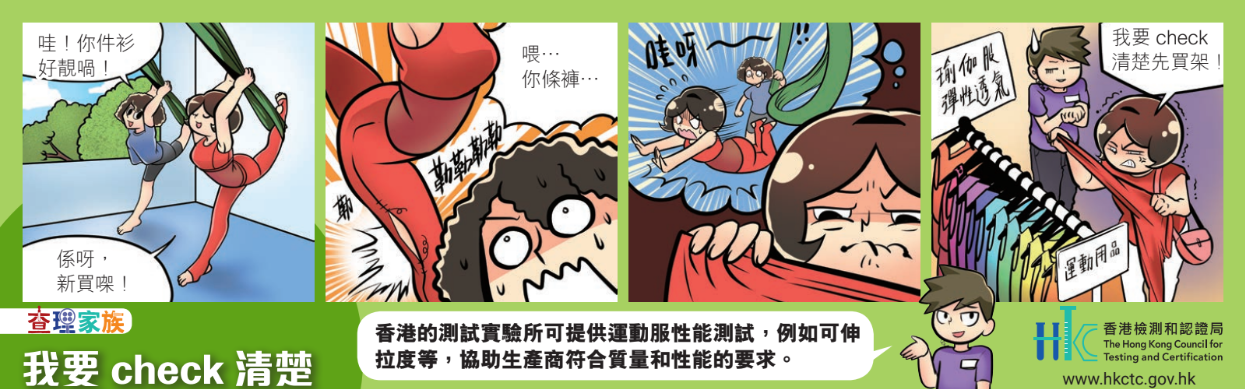 哇！你件衫
好靚喎！
係呀，
新買㗎！
喂…
你條褲…
勒
勒勒勒勒
哇呀～
!!
瑜伽服
彈性透氣
我要 check
清楚先買架！
運動用品
查理家族
我要 check 清楚
香港的測試實驗所可提供運動服性能測試，例如可伸
拉度等，協助生產商符合質量和性能的要求。
HKTC
香港檢測和認證局
The Hong Kong Council for
Testing and Certification
www.hkctc.gov.hk